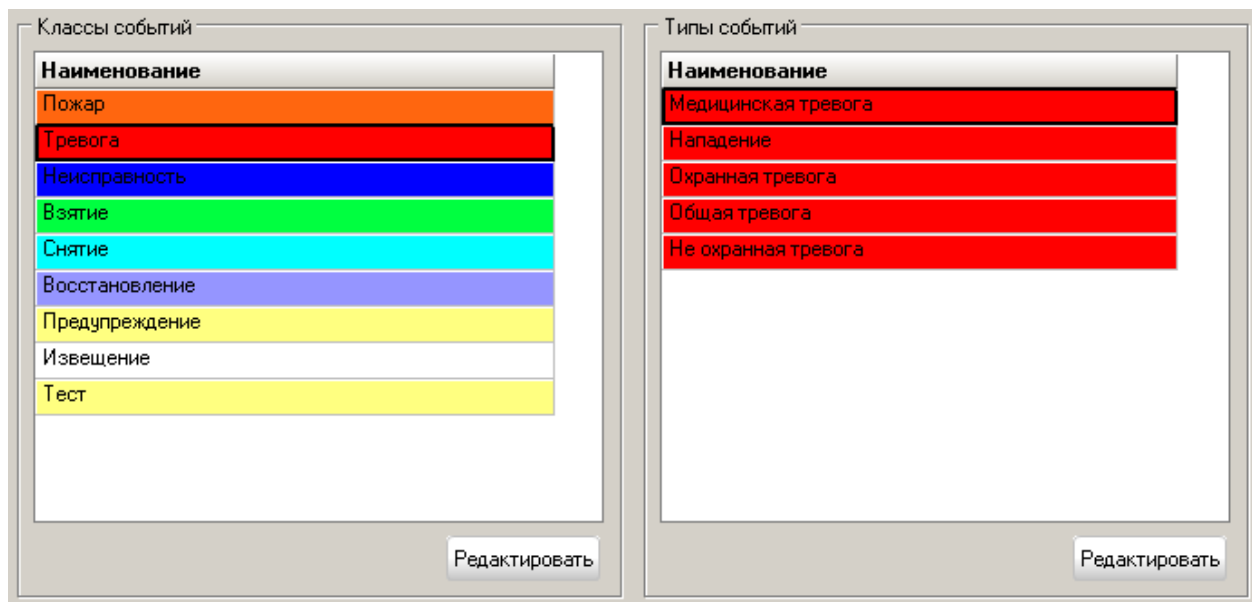 Классы событий
Наименование
Пожар
Тревога
Неисправность
Взятие
Снятие
Восстановление
Предупреждение
Извещение
Тест
Редактировать
Типы событий
Наименование
Медицинская тревога
Нападение
Охранная тревога
Общая тревога
Не охранная тревога
Редактировать